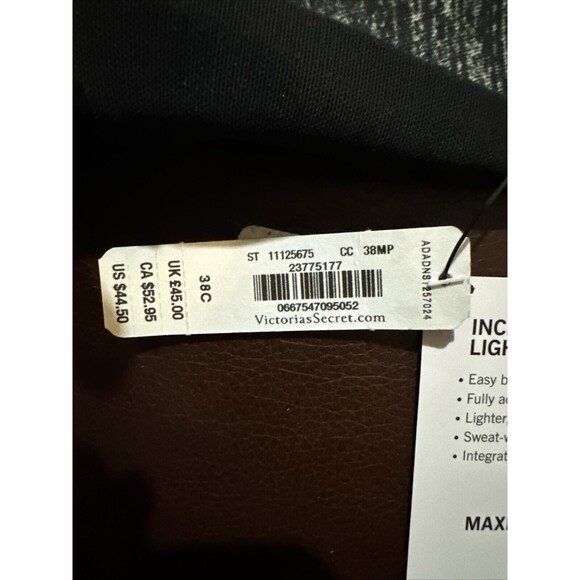 ST 11125675 CC 38MP
23775177
0667547095052
VictoriasSecret.com
38C
UK £45.00
CA $52.95
US $44.50
INC
LIGH
• Easy b
• Fully a
• Lighter,
• Sweat-w
• Integrat
MAXI